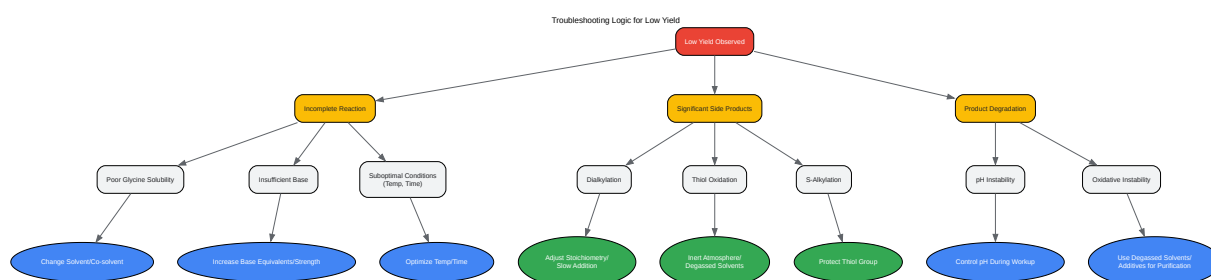 Troubleshooting Logic for Low Yield
Low Yield Observed
Incomplete Reaction
Significant Side Products
Product Degradation
Poor Glycine Solubility
Insufficient Base
Suboptimal Conditions
(Temp, Time)
Dialkylation
Thiol Oxidation
S-Alkylation
pH Instability
Oxidative Instability
Change Solvent/Co-solvent
Increase Base Equivalents/Strength
Optimize Temp/Time
Adjust Stoichiometry/
Slow Addition
Inert Atmosphere/
Degassed Solvents
Protect Thiol Group
Control pH During Workup
Use Degassed Solvents/
Additives for Purification